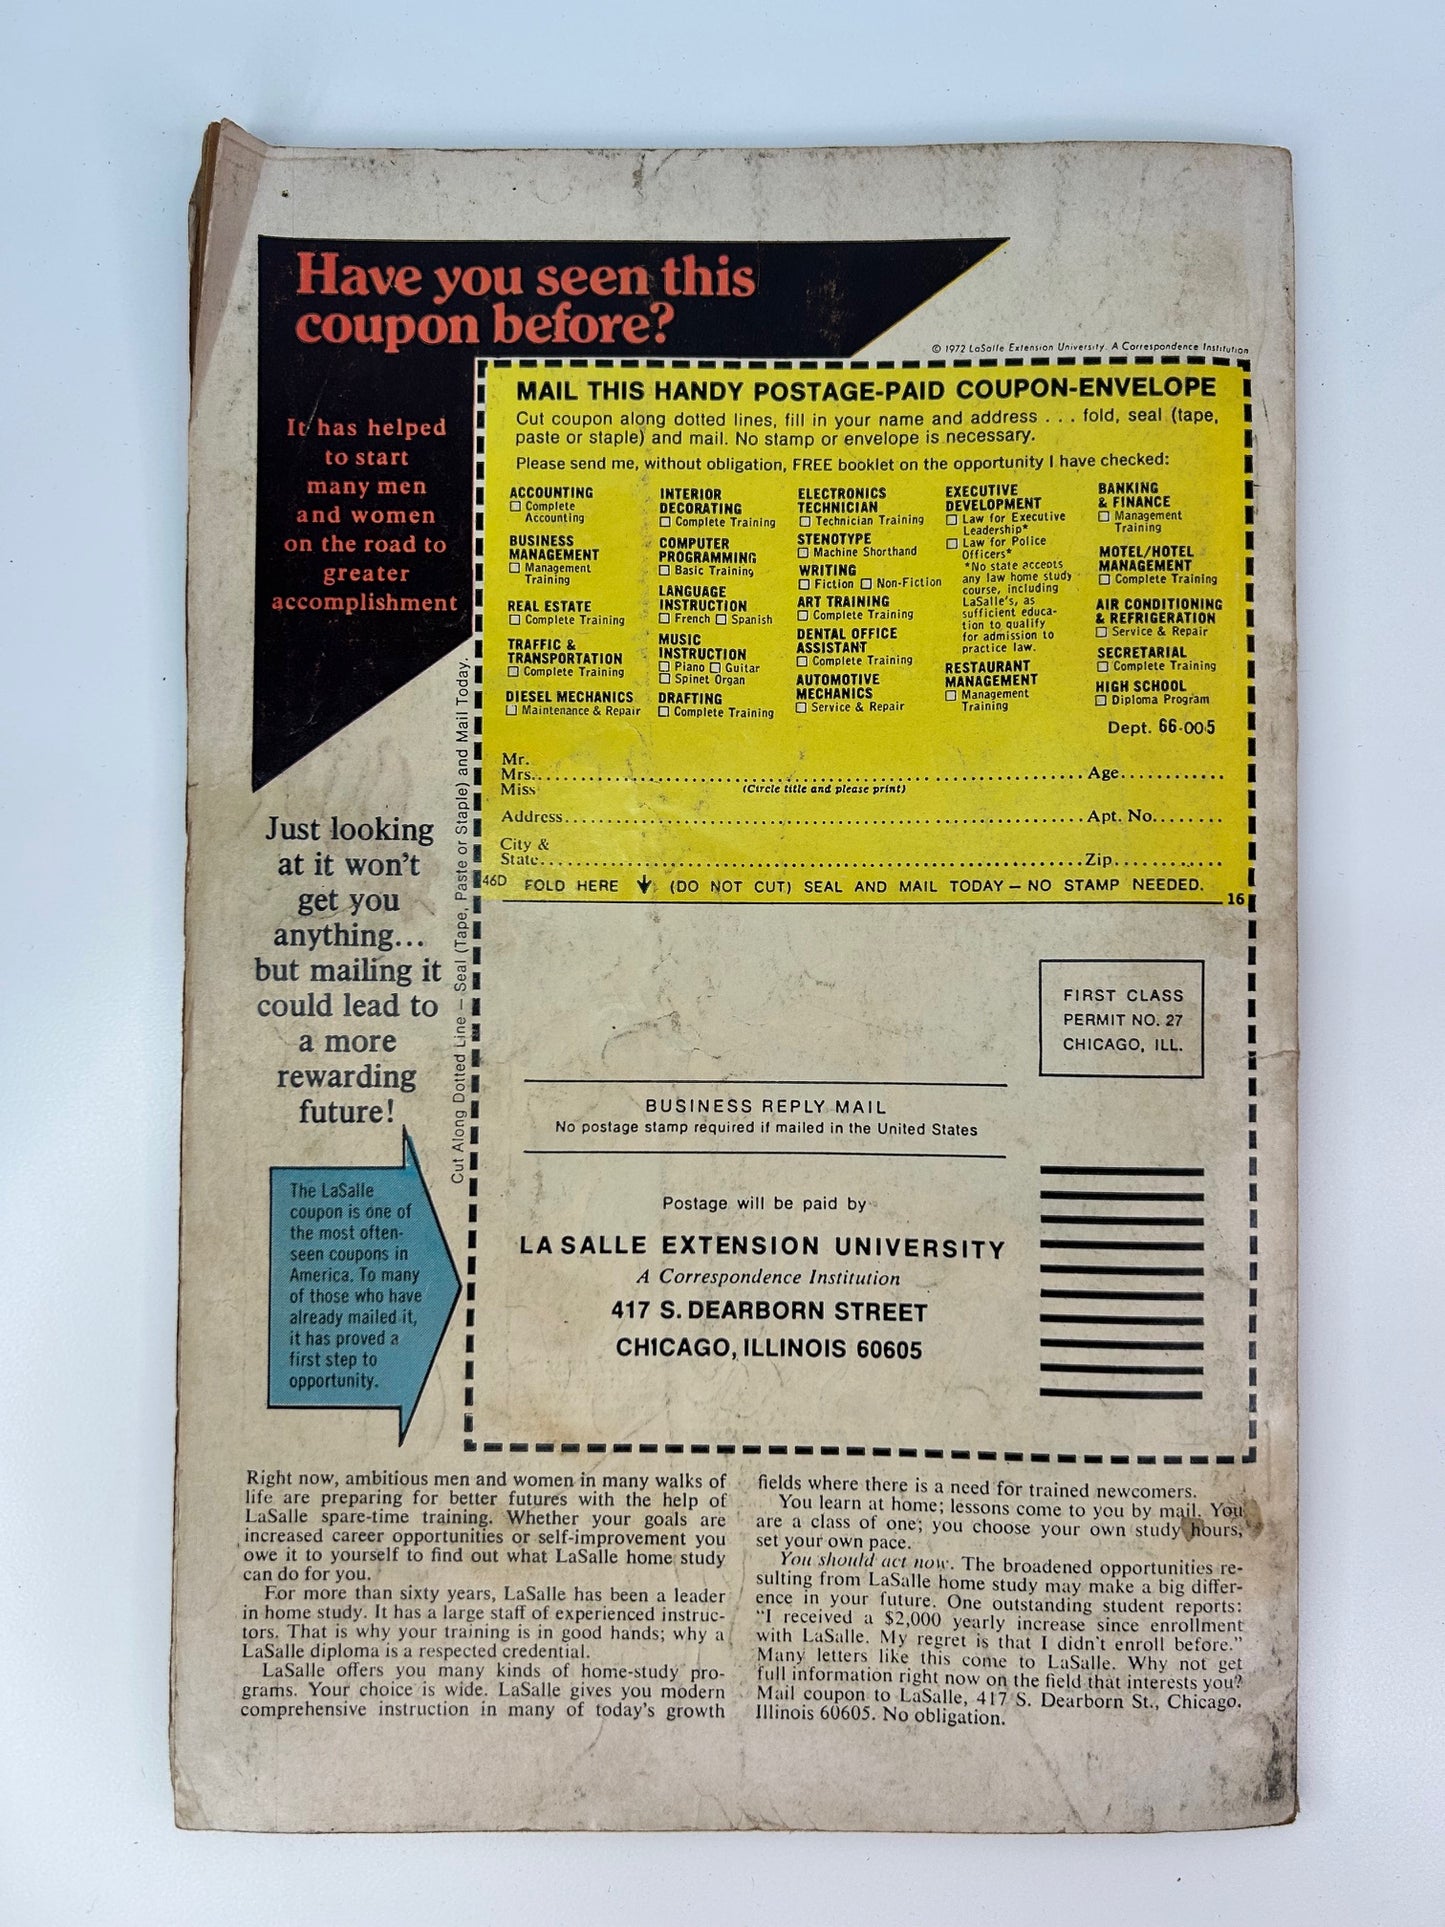 Have you seen this
coupon before?
It has helped
to start
many men
and women
on the road to
greater
accomplishment
© 1972 LaSalle Extension University. A Correspondence Institution
MAIL THIS HANDY POSTAGE-PAID COUPON-ENVELOPE
Cut coupon along dotted lines, fill in your name and address . . . fold, seal (tape,
paste or staple) and mail. No stamp or envelope is necessary.
Please send me, without obligation, FREE booklet on the opportunity I have checked:
ACCOUNTING
☐ Complete
Accounting
BUSINESS
MANAGEMENT
☐ Management
Training
REAL ESTATE
☐ Complete Training
TRAFFIC &
TRANSPORTATION
☐ Complete Training
DIESEL MECHANICS
☐ Maintenance & Repair
INTERIOR
DECORATING
☐ Complete Training
COMPUTER
PROGRAMMING
☐ Basic Training
LANGUAGE
INSTRUCTION
☐ French ☐ Spanish
MUSIC
INSTRUCTION
☐ Piano ☐ Guitar
☐ Spinet Organ
DRAFTING
☐ Complete Training
ELECTRONICS
TECHNICIAN
☐ Technician Training
STENOTYPE
☐ Machine Shorthand
WRITING
☐ Fiction ☐ Non-Fiction
ART TRAINING
☐ Complete Training
DENTAL OFFICE
ASSISTANT
☐ Complete Training
AUTOMOTIVE
MECHANICS
☐ Service & Repair
EXECUTIVE
DEVELOPMENT
☐ Law for Executive
Leadership*
☐ Law for Police
Officers*
*No state accepts
any law home study
course, including
LaSalle's, as
sufficient educa-
tion to qualify
for admission to
practice law.
RESTAURANT
MANAGEMENT
☐ Management
Training
BANKING
& FINANCE
☐ Management
Training
MOTEL/HOTEL
MANAGEMENT
☐ Complete Training
AIR CONDITIONING
& REFRIGERATION
☐ Service & Repair
SECRETARIAL
☐ Complete Training
HIGH SCHOOL
☐ Diploma Program
Dept. 66-005
Mr.
Mrs. Age
Miss (Circle title and please print)
Address Apt. No.
City &
State Zip
46D FOLD HERE ↓ (DO NOT CUT) SEAL AND MAIL TODAY — NO STAMP NEEDED.
16
Cut Along Dotted Line — Seal (Tape, Paste or Staple) and Mail Today.
Just looking
at it won't
get you
anything...
but mailing it
could lead to
a more
rewarding
future!
FIRST CLASS
PERMIT NO. 27
CHICAGO, ILL.
BUSINESS REPLY MAIL
No postage stamp required if mailed in the United States
Postage will be paid by
LA SALLE EXTENSION UNIVERSITY
A Correspondence Institution
417 S. DEARBORN STREET
CHICAGO, ILLINOIS 60605
The LaSalle
coupon is one of
the most often-
seen coupons in
America. To many
of those who have
already mailed it,
it has proved a
first step to
opportunity.
Right now, ambitious men and women in many walks of
life are preparing for better futures with the help of
LaSalle spare-time training. Whether your goals are
increased career opportunities or self-improvement you
owe it to yourself to find out what LaSalle home study
can do for you.
For more than sixty years, LaSalle has been a leader
in home study. It has a large staff of experienced instruc-
tors. That is why your training is in good hands; why a
LaSalle diploma is a respected credential.
LaSalle offers you many kinds of home-study pro-
grams. Your choice is wide. LaSalle gives you modern
comprehensive instruction in many of today's growth
fields where there is a need for trained newcomers.
You learn at home; lessons come to you by mail. You
are a class of one; you choose your own study hours,
set your own pace.
You should act now. The broadened opportunities re-
sulting from LaSalle home study may make a big differ-
ence in your future. One outstanding student reports:
"I received a $2,000 yearly increase since enrollment
with LaSalle. My regret is that I didn't enroll before."
Many letters like this come to LaSalle. Why not get
full information right now on the field that interests you?
Mail coupon to LaSalle, 417 S. Dearborn St., Chicago,
Illinois 60605. No obligation.